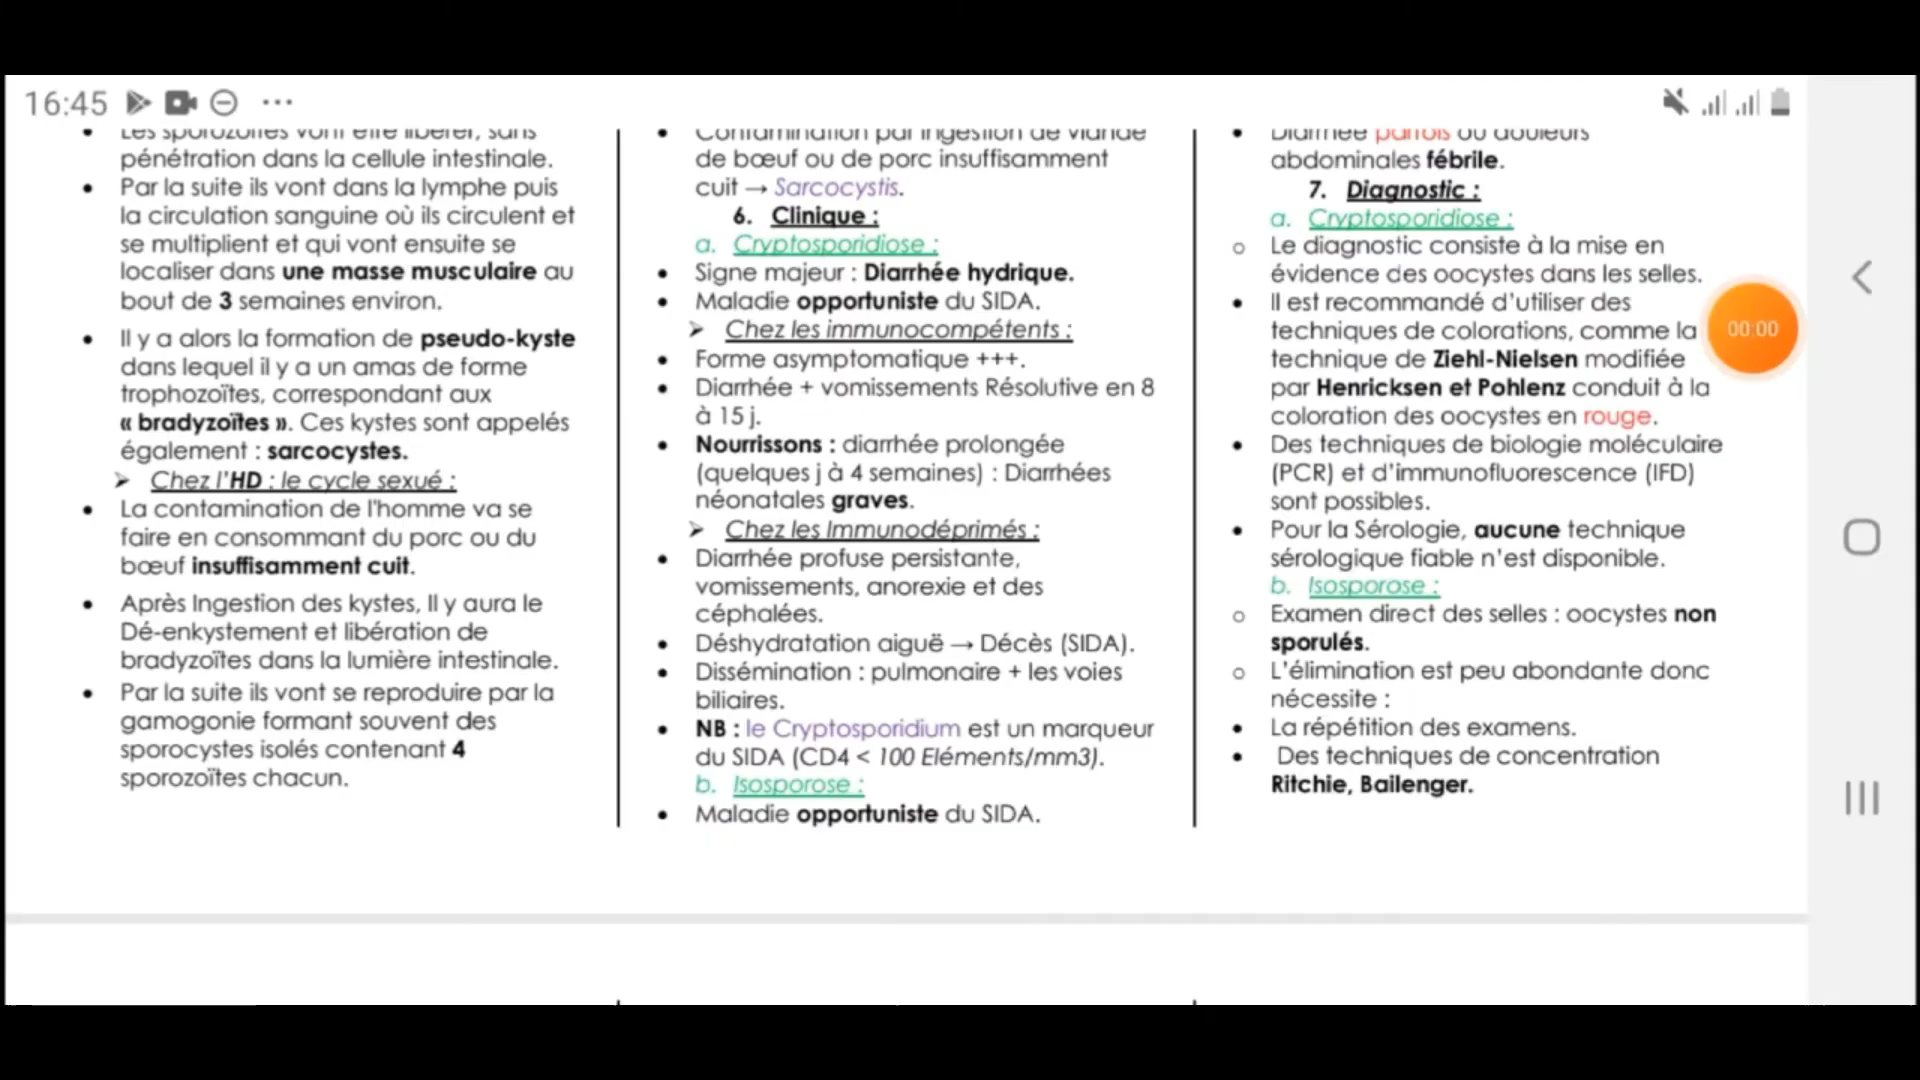 16:45
Les sporozoïtes vont être libérer, sans
pénétration dans la cellule intestinale.
Par la suite ils vont dans la lymphe puis
la circulation sanguine où ils circulent et
se multiplient et qui vont ensuite se
localiser dans une masse musculaire au
bout de 3 semaines environ.
Il y a alors la formation de pseudo-kyste
dans lequel il y a un amas de forme
trophozoïtes, correspondant aux
« bradyzoïtes ». Ces kystes sont appelés
également : sarcocystes.
➢ Chez l'HD : le cycle sexué :
La contamination de l'homme va se
faire en consommant du porc ou du
bœuf insuffisamment cuit.
Après Ingestion des kystes, Il y aura le
Dé-enkystement et libération de
bradyzoïtes dans la lumière intestinale.
Par la suite ils vont se reproduire par la
gamogonie formant souvent des
sporocystes isolés contenant 4
sporozoïtes chacun.
Contamination par ingestion de viande
de bœuf ou de porc insuffisamment
cuit → Sarcocystis.
6. Clinique :
a. Cryptosporidiose :
Signe majeur : Diarrhée hydrique.
Maladie opportuniste du SIDA.
➢ Chez les immunocompétents :
Forme asymptomatique +++.
Diarrhée + vomissements Résolutive en 8
à 15 j.
Nourrissons : diarrhée prolongée
(quelques j à 4 semaines) : Diarrhées
néonatales graves.
➢ Chez les Immunodéprimés :
Diarrhée profuse persistante,
vomissements, anorexie et des
céphalées.
Déshydratation aiguë → Décès (SIDA).
Dissémination : pulmonaire + les voies
biliaires.
NB : le Cryptosporidium est un marqueur
du SIDA (CD4 < 100 Eléments/mm3).
b. Isosporose :
Maladie opportuniste du SIDA.
Diarrhée parfois ou douleurs
abdominales fébrile.
7. Diagnostic :
a. Cryptosporidiose :
Le diagnostic consiste à la mise en
évidence des oocystes dans les selles.
Il est recommandé d'utiliser des
techniques de colorations, comme la
technique de Ziehl-Nielsen modifiée
par Henricksen et Pohlenz conduit à la
coloration des oocystes en rouge.
Des techniques de biologie moléculaire
(PCR) et d'immunofluorescence (IFD)
sont possibles.
Pour la Sérologie, aucune technique
sérologique fiable n'est disponible.
b. Isosporose :
Examen direct des selles : oocystes non
sporulés.
L'élimination est peu abondante donc
nécessite :
La répétition des examens.
Des techniques de concentration
Ritchie, Bailenger.
00:00